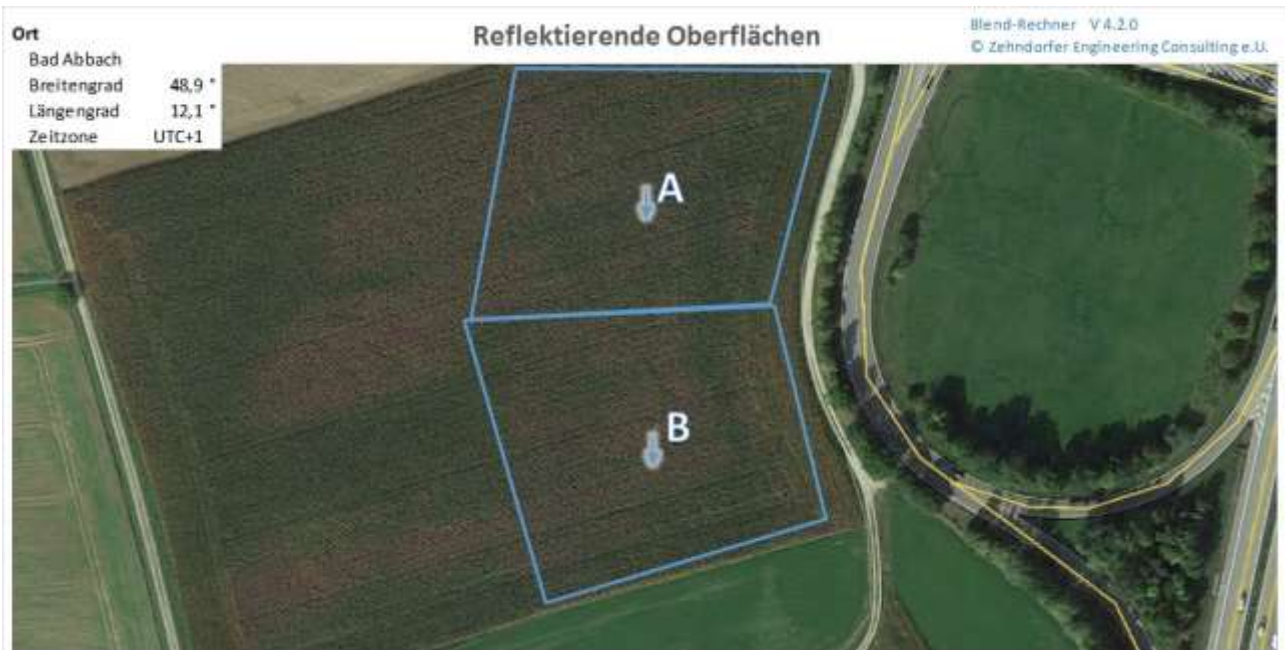 Ort
Bad Abbach
Breitengrad 48,9 °
Längengrad 12,1 °
Zeitzone UTC+1
Reflektierende Oberflächen
Blend-Rechner V 4.2.0
© Zehndorfer Engineering Consulting e.U.
A
B